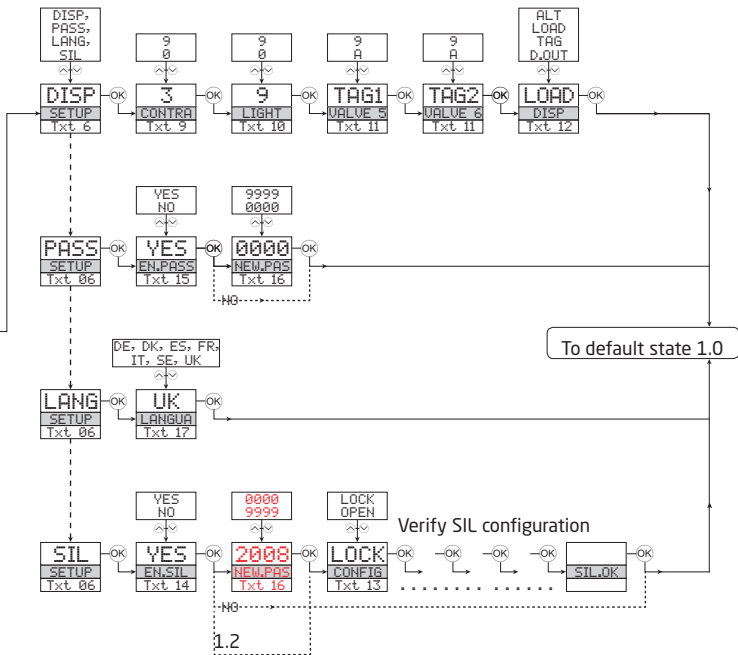 DISP,
PASS,
LANG,
SIL
9
0
9
0
9
A
9
A
ALT
LOAD
TAG
D.OUT
DISP OK 3 OK 9 OK TAG1 OK TAG2 OK LOAD OK
SETUP CONTRA LIGHT VALVE 5 VALVE 6 DISP
Txt 6 Txt 9 Txt 10 Txt 11 Txt 11 Txt 12
YES
NO
9999
0000
PASS OK YES OK 0000 OK
SETUP EN.PASS NEW.PAS
Txt 06 Txt 15 Txt 16
NO
To default state 1.0
DE, DK, ES, FR,
IT, SE, UK
LANG OK UK OK
SETUP LANGUA
Txt 06 Txt 17
YES
NO
0000
9999
LOCK
OPEN
Verify SIL configuration
SIL OK YES OK 2008 OK LOCK OK OK OK OK OK
SETUP EN.SIL NEW.PAS CONFIG SIL.OK
Txt 06 Txt 14 Txt 16 Txt 13
NO
1.2